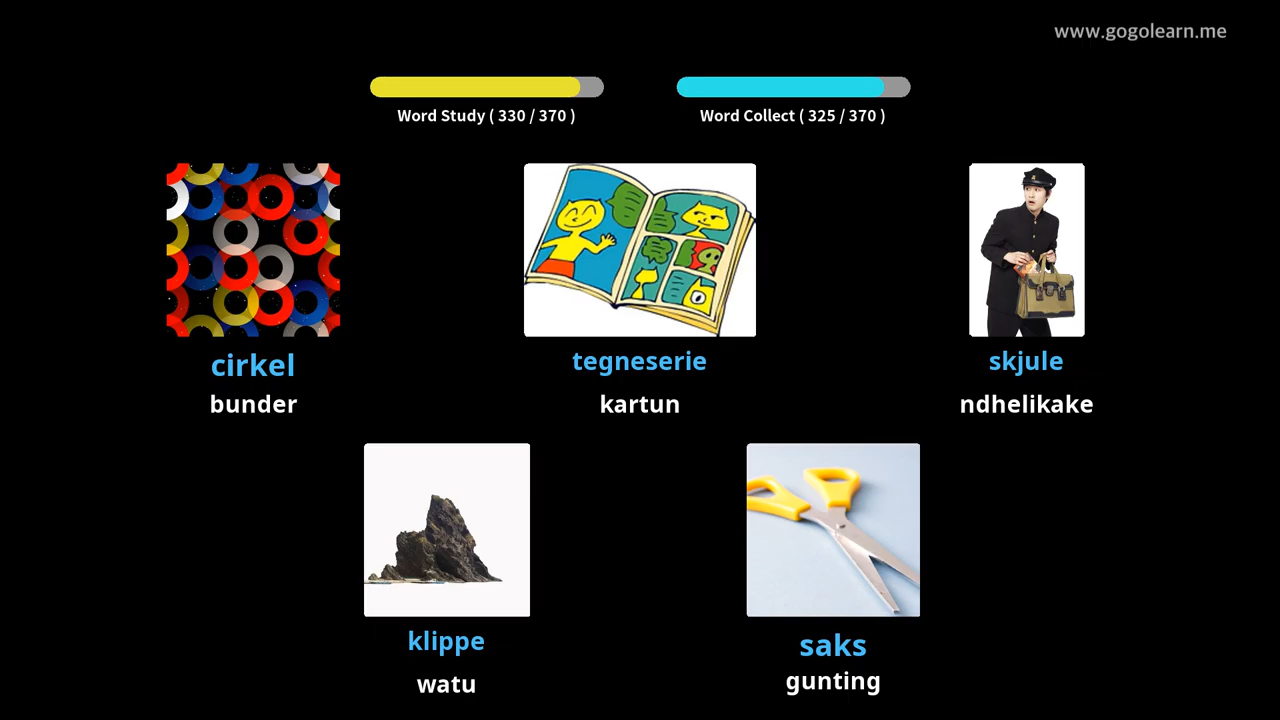 www.gogolearn.me
Word Study ( 330 / 370 )
Word Collect ( 325 / 370 )
cirkel
bunder
tegneserie
kartun
skjule
ndhelikake
klippe
watu
saks
gunting